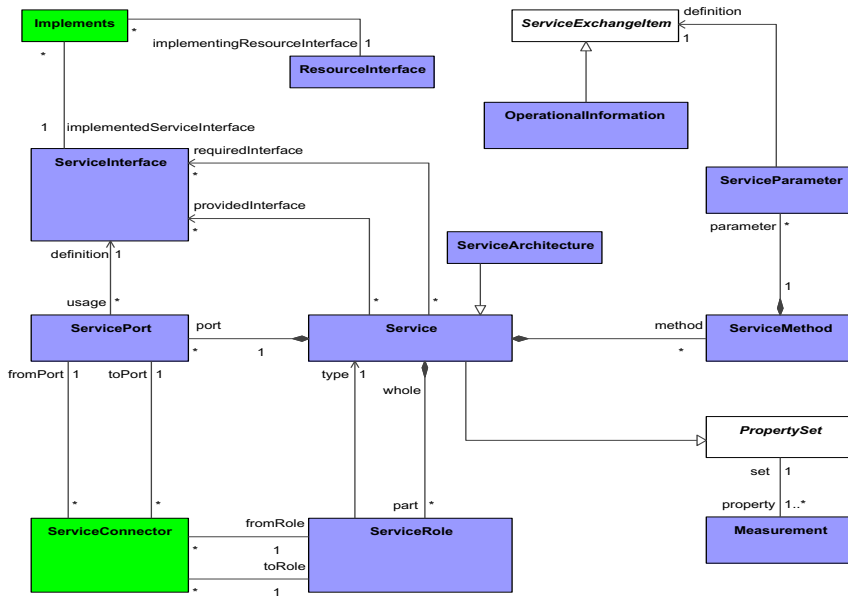 Implements
*
*
implementingResourceInterface
1
ResourceInterface
1
implementedServiceInterface
ServiceInterface
requiredInterface
*
*
providedInterface
*
*
definition
1
usage
*
ServicePort
port
*
1
Service
ServiceArchitecture
ServiceExchangeItem
definition
1
OperationalInformation
ServiceParameter
parameter
*
1
method
*
ServiceMethod
fromPort
1
toPort
1
type
1
whole
PropertySet
set
1
property
1..*
Measurement
*
*
part
*
ServiceConnector
fromRole
*
1
toRole
*
1
ServiceRole